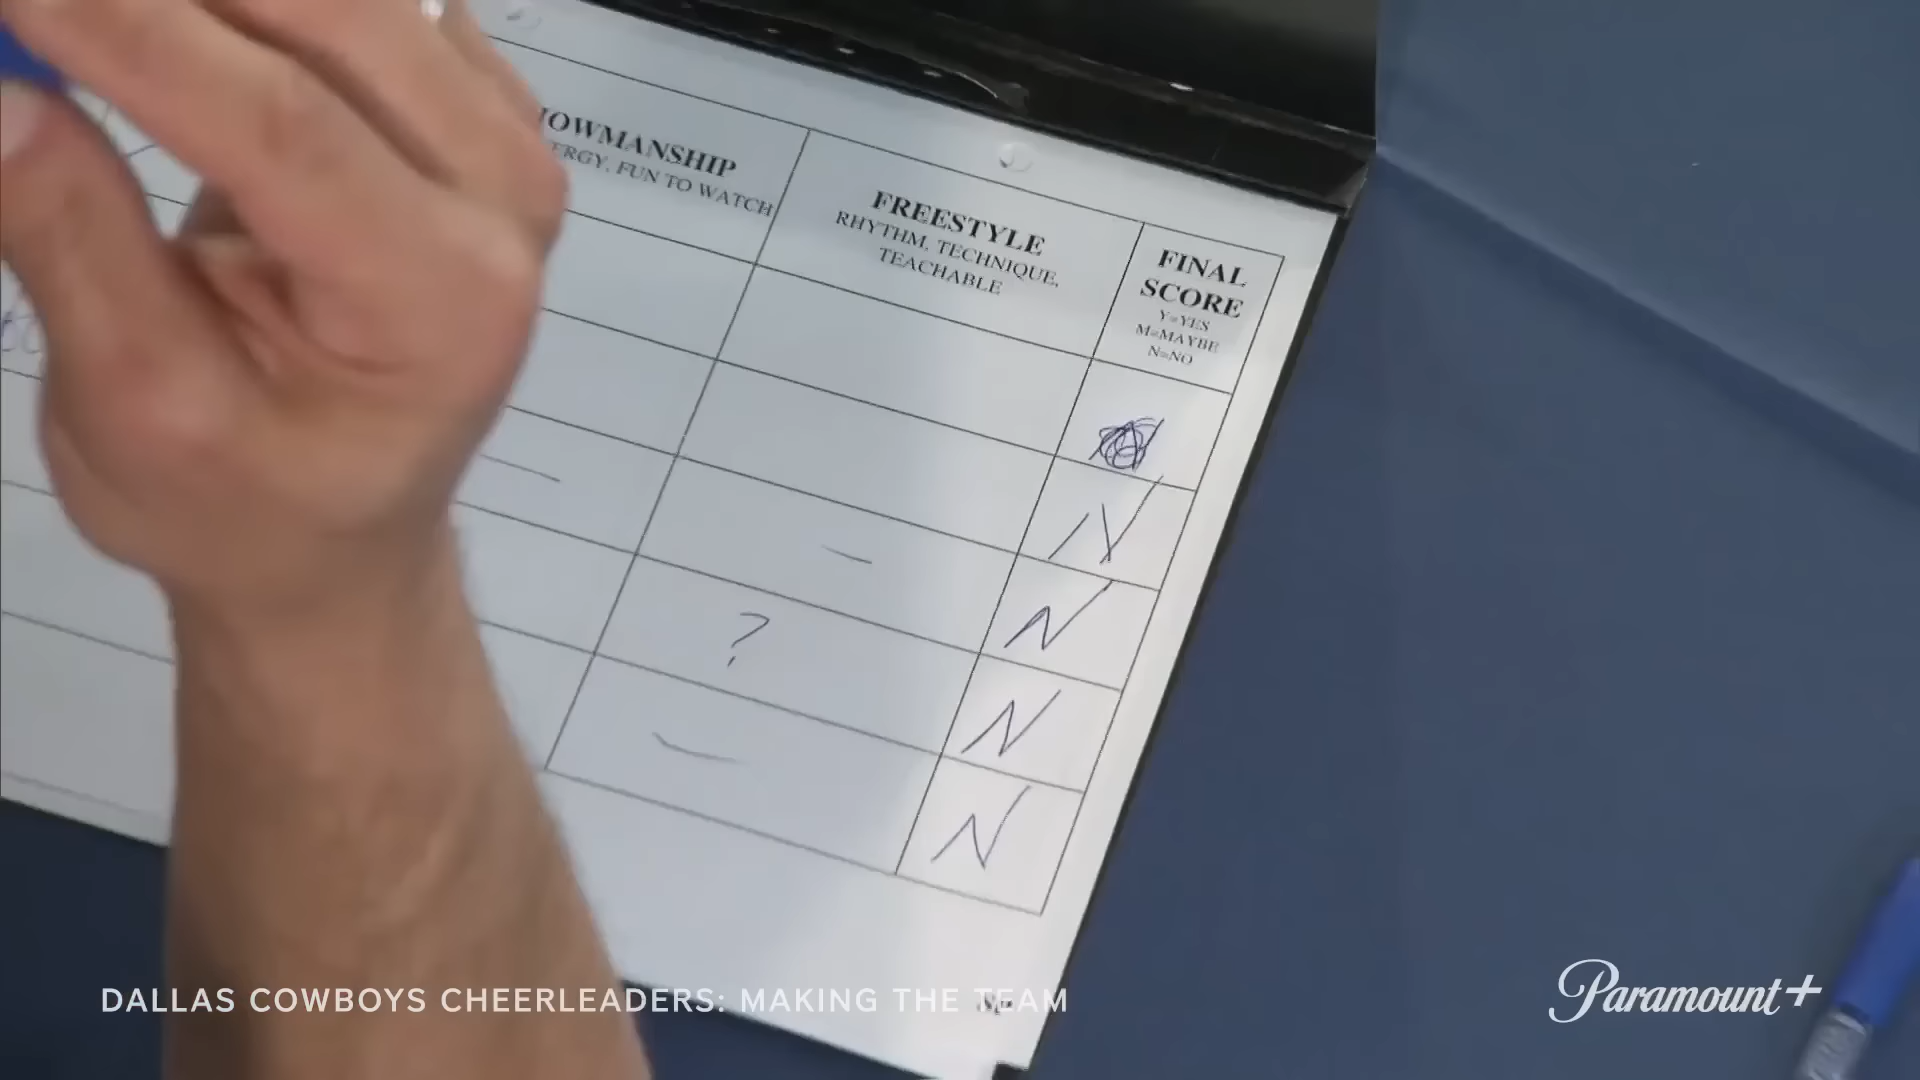 OWMANSHIP
ERGY, FUN TO WATCH
FREESTYLE
RHYTHM, TECHNIQUE,
TEACHABLE
FINAL
SCORE
Y=YES
M=MAYBE
N=NO
N
N
?
N
N
DALLAS COWBOYS CHEERLEADERS: MAKING THE TEAM
Paramount+